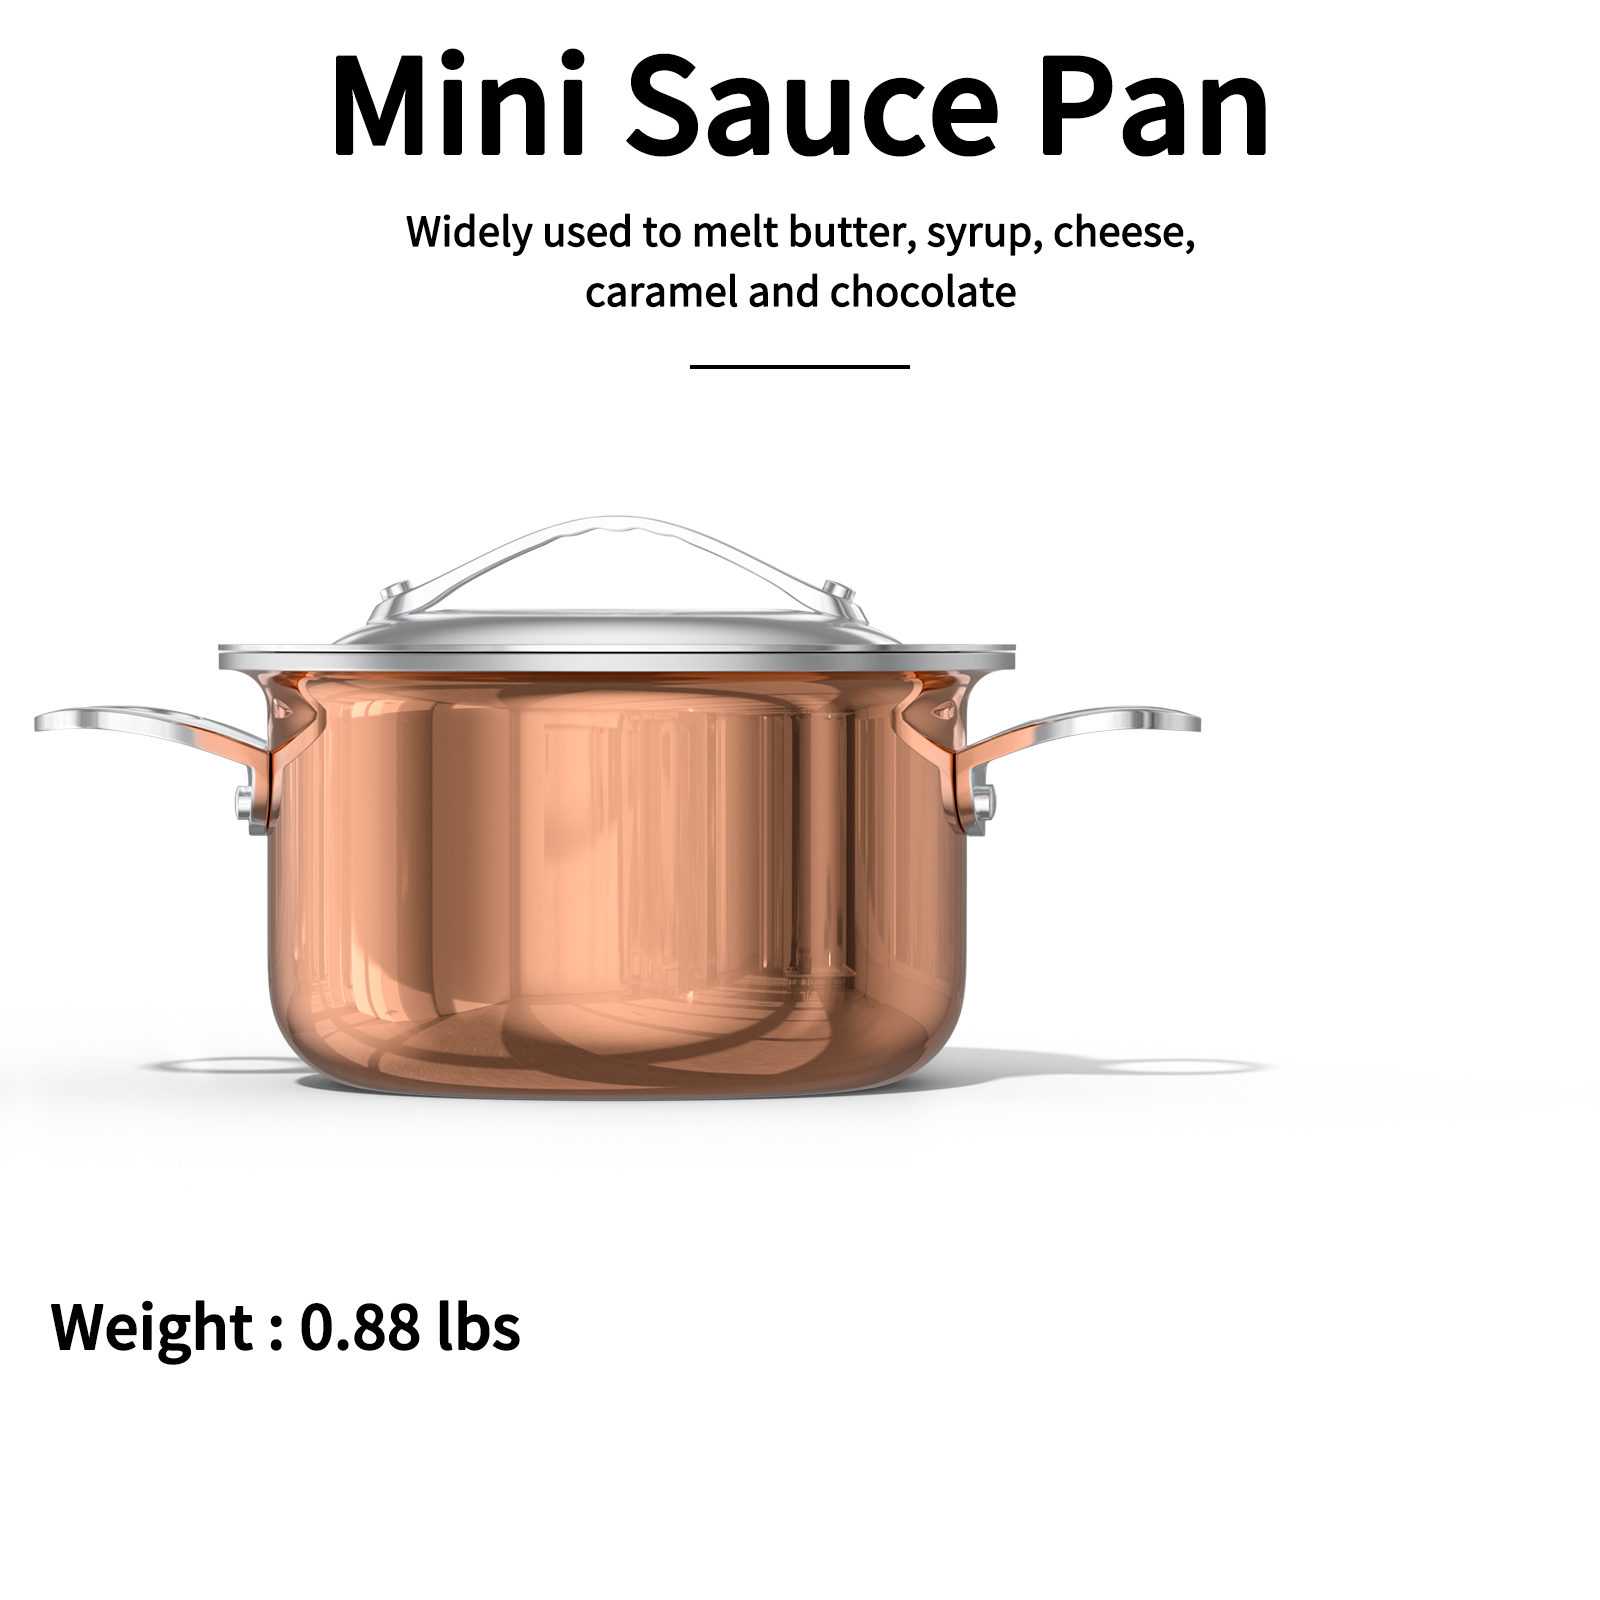 Mini Sauce Pan
Widely used to melt butter, syrup, cheese,
caramel and chocolate
Weight : 0.88 lbs